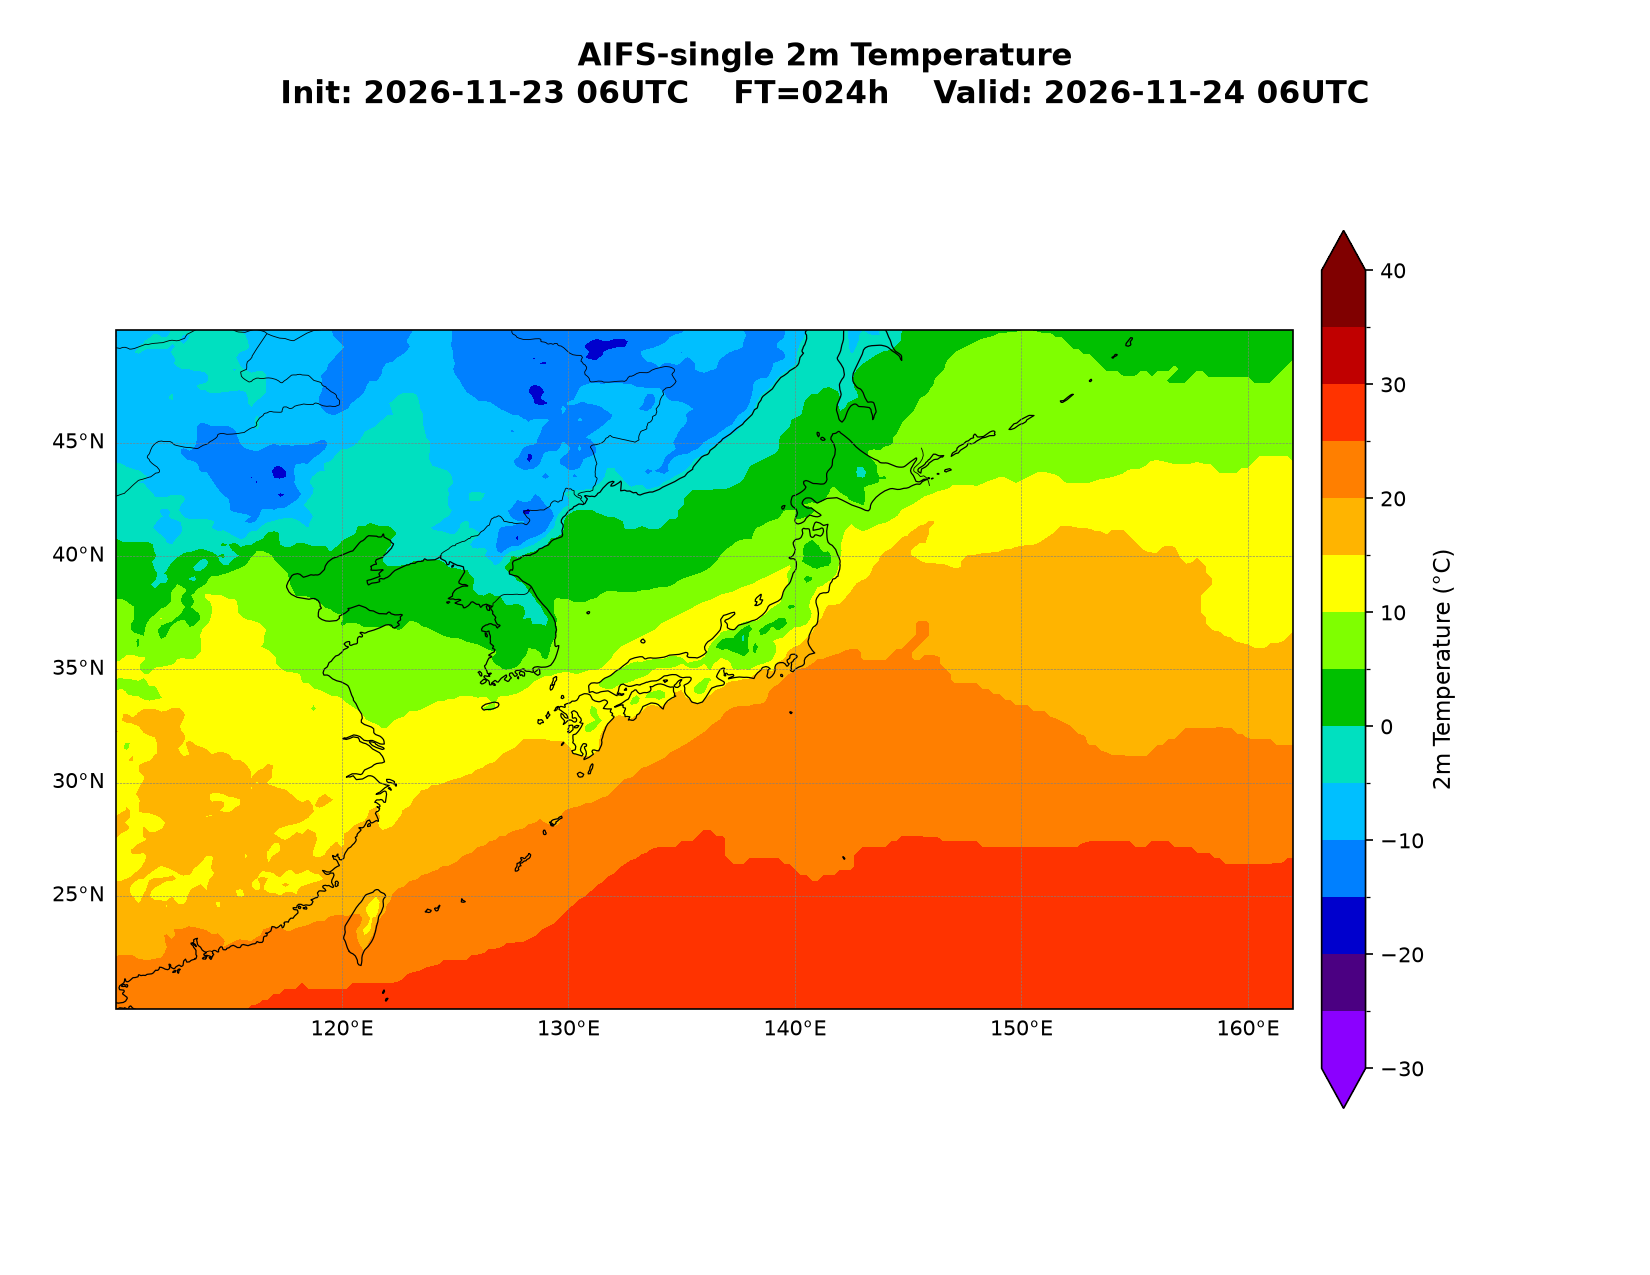 AIFS-single 2m Temperature
Init: 2026-11-23 06UTC    FT=024h    Valid: 2026-11-24 06UTC
45°N
40°N
35°N
30°N
25°N
120°E
130°E
140°E
150°E
160°E
40
30
20
10
0
−10
−20
−30
2m Temperature (°C)